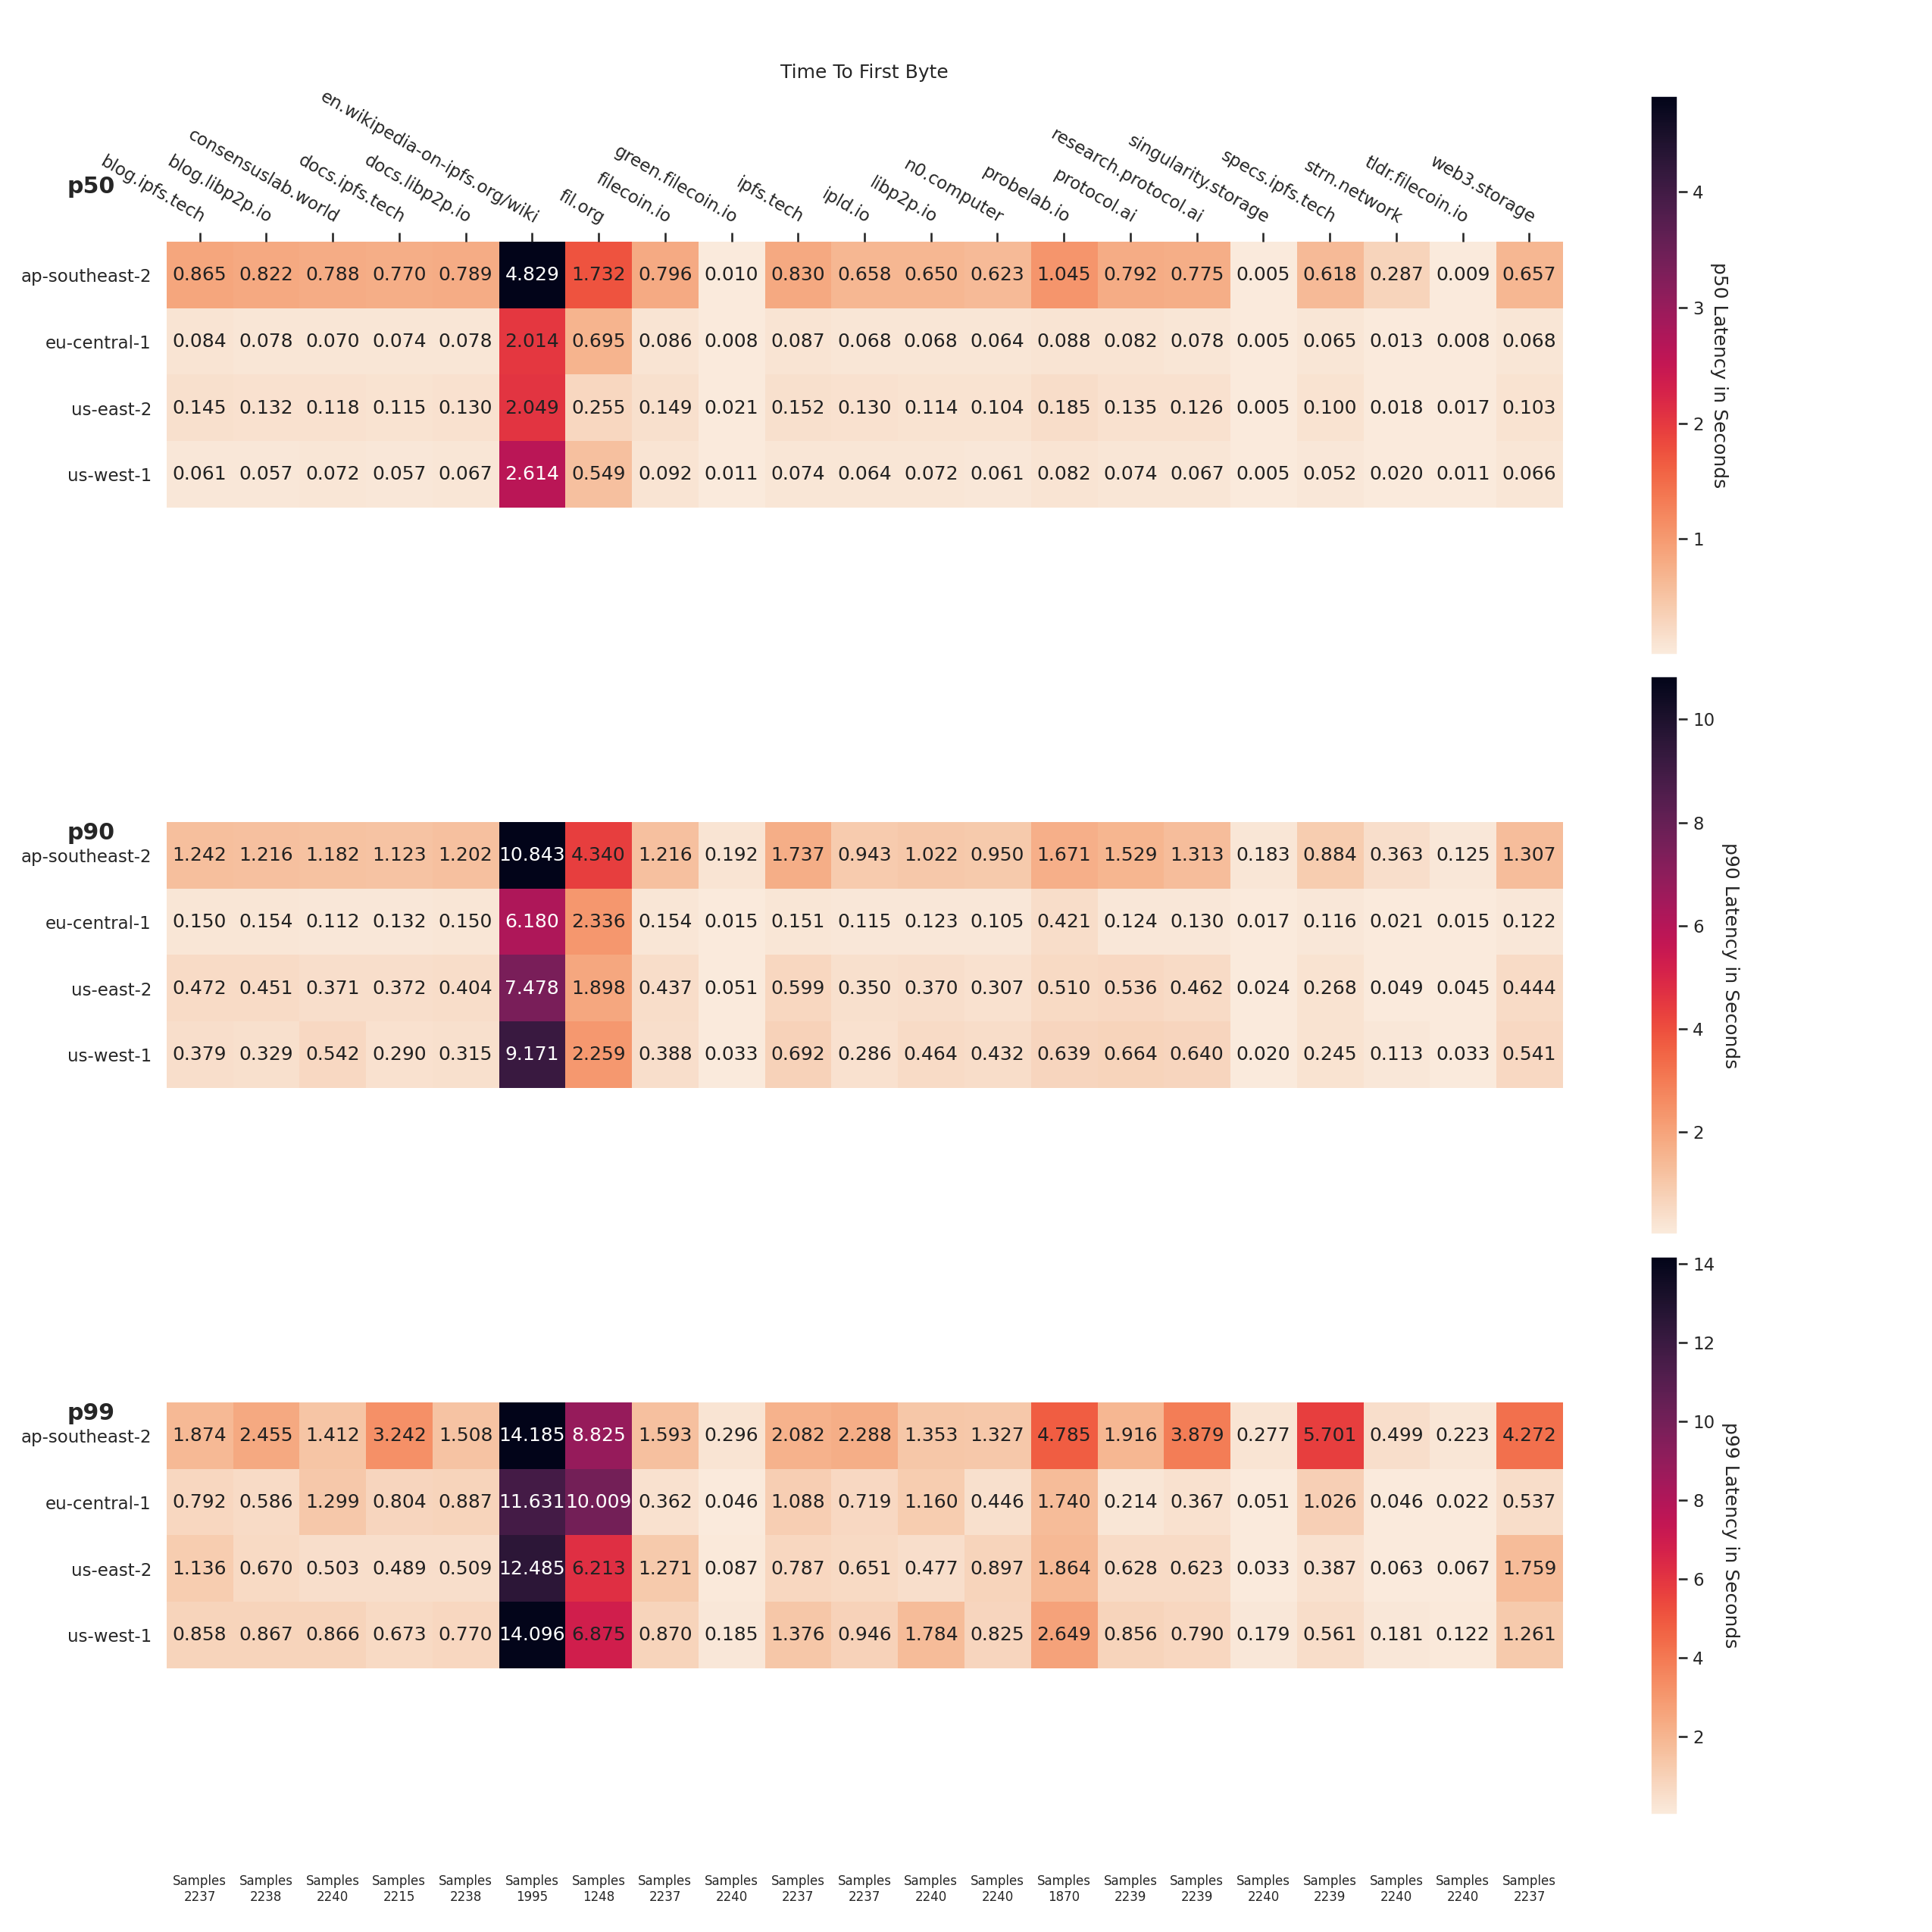 Time To First Byte
p50
blog.ipfs.tech
blog.libp2p.io
consensuslab.world
docs.ipfs.tech
docs.libp2p.io
en.wikipedia-on-ipfs.org/wiki
fil.org
filecoin.io
green.filecoin.io
ipfs.tech
ipld.io
libp2p.io
n0.computer
probelab.io
protocol.ai
research.protocol.ai
singularity.storage
specs.ipfs.tech
strn.network
tldr.filecoin.io
web3.storage
ap-southeast-2 0.865 0.822 0.788 0.770 0.789 4.829 1.732 0.796 0.010 0.830 0.658 0.650 0.623 1.045 0.792 0.775 0.005 0.618 0.287 0.009 0.657
eu-central-1 0.084 0.078 0.070 0.074 0.078 2.014 0.695 0.086 0.008 0.087 0.068 0.068 0.064 0.088 0.082 0.078 0.005 0.065 0.013 0.008 0.068
us-east-2 0.145 0.132 0.118 0.115 0.130 2.049 0.255 0.149 0.021 0.152 0.130 0.114 0.104 0.185 0.135 0.126 0.005 0.100 0.018 0.017 0.103
us-west-1 0.061 0.057 0.072 0.057 0.067 2.614 0.549 0.092 0.011 0.074 0.064 0.072 0.061 0.082 0.074 0.067 0.005 0.052 0.020 0.011 0.066
4
3
2
1
p50 Latency in Seconds
p90
ap-southeast-2 1.242 1.216 1.182 1.123 1.202 10.843 4.340 1.216 0.192 1.737 0.943 1.022 0.950 1.671 1.529 1.313 0.183 0.884 0.363 0.125 1.307
eu-central-1 0.150 0.154 0.112 0.132 0.150 6.180 2.336 0.154 0.015 0.151 0.115 0.123 0.105 0.421 0.124 0.130 0.017 0.116 0.021 0.015 0.122
us-east-2 0.472 0.451 0.371 0.372 0.404 7.478 1.898 0.437 0.051 0.599 0.350 0.370 0.307 0.510 0.536 0.462 0.024 0.268 0.049 0.045 0.444
us-west-1 0.379 0.329 0.542 0.290 0.315 9.171 2.259 0.388 0.033 0.692 0.286 0.464 0.432 0.639 0.664 0.640 0.020 0.245 0.113 0.033 0.541
10
8
6
4
2
p90 Latency in Seconds
p99
ap-southeast-2 1.874 2.455 1.412 3.242 1.508 14.185 8.825 1.593 0.296 2.082 2.288 1.353 1.327 4.785 1.916 3.879 0.277 5.701 0.499 0.223 4.272
eu-central-1 0.792 0.586 1.299 0.804 0.887 11.631 10.009 0.362 0.046 1.088 0.719 1.160 0.446 1.740 0.214 0.367 0.051 1.026 0.046 0.022 0.537
us-east-2 1.136 0.670 0.503 0.489 0.509 12.485 6.213 1.271 0.087 0.787 0.651 0.477 0.897 1.864 0.628 0.623 0.033 0.387 0.063 0.067 1.759
us-west-1 0.858 0.867 0.866 0.673 0.770 14.096 6.875 0.870 0.185 1.376 0.946 1.784 0.825 2.649 0.856 0.790 0.179 0.561 0.181 0.122 1.261
14
12
10
8
6
4
2
p99 Latency in Seconds
Samples Samples Samples Samples Samples Samples Samples Samples Samples Samples Samples Samples Samples Samples Samples Samples Samples Samples Samples Samples Samples
2237 2238 2240 2215 2238 1995 1248 2237 2240 2237 2237 2240 2240 1870 2239 2239 2240 2239 2240 2240 2237